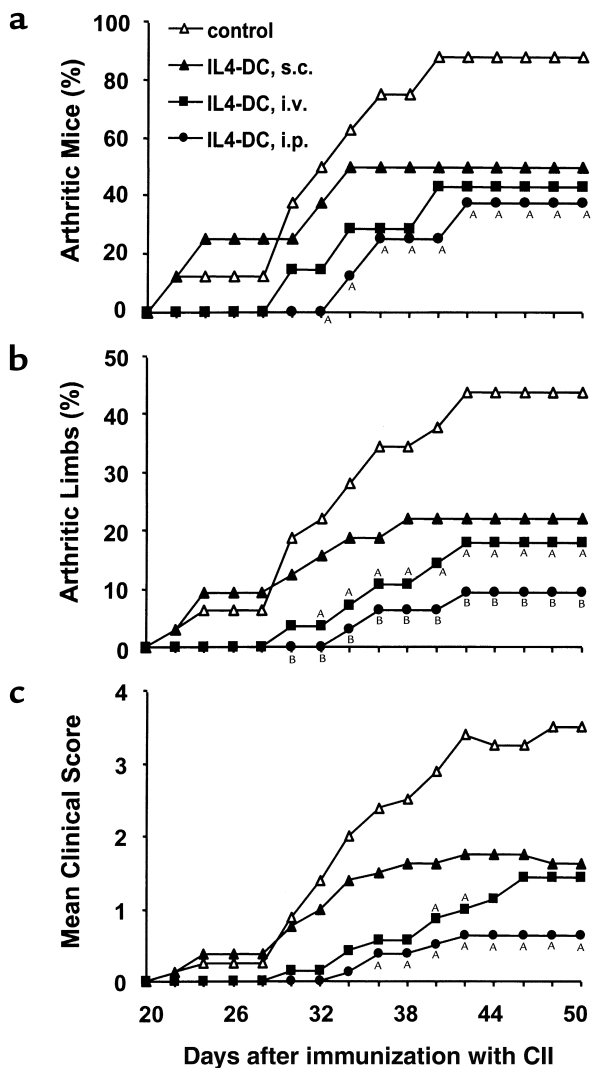 a
100
80
60
40
20
0
Arthritic Mice (%)
control
IL4-DC, s.c.
IL4-DC, i.v.
IL4-DC, i.p.
A
A
A
A
A
A
A
A
A
A
b
50
40
30
20
10
0
Arthritic Limbs (%)
A
A
A
A
A
A
A
A
A
A
B
B
B
B
B
B
B
B
B
B
B
c
4
3
2
1
0
Mean Clinical Score
A
A
A
A
A
A
A
A
A
A
20
26
32
38
44
50
Days after immunization with CII